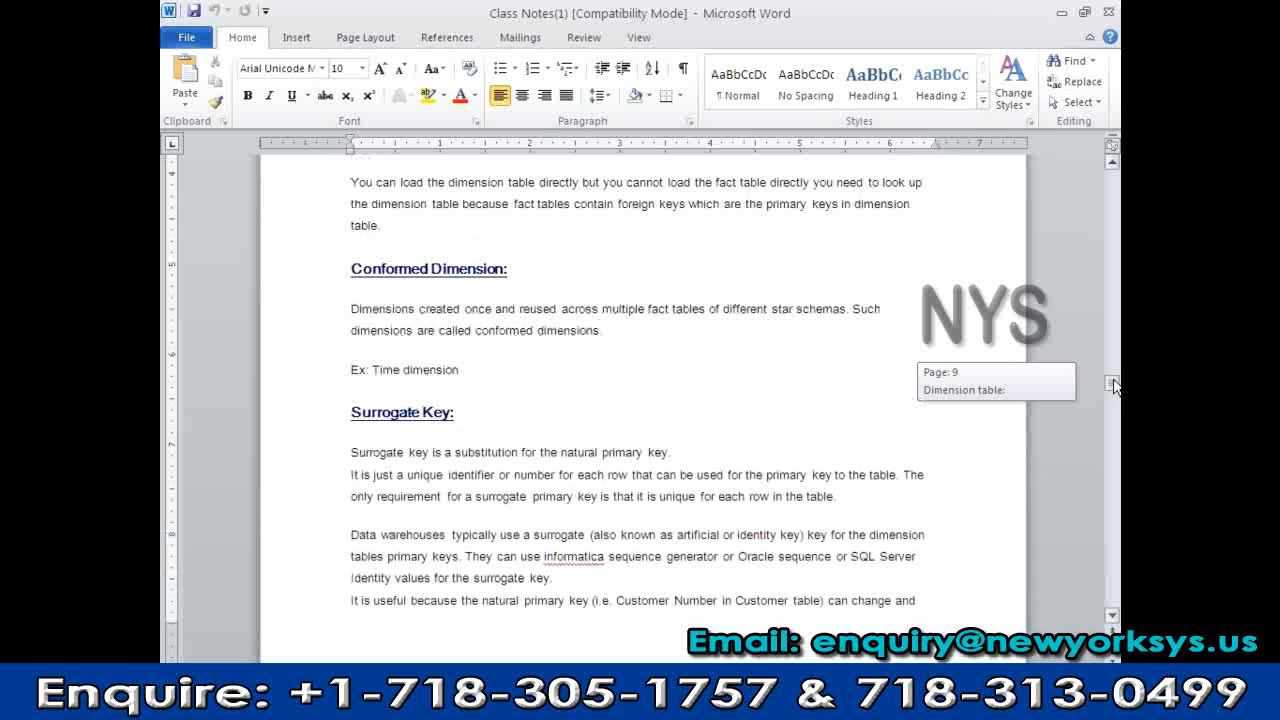 Class Notes(1) [Compatibility Mode] - Microsoft Word
File Home Insert Page Layout References Mailings Review View
Arial Unicode M 10
Paste
AaBbCcDc AaBbCcDc AaBbC AaBbCc
¶ Normal No Spacing Heading 1 Heading 2
Change Styles
Find
Replace
Select
Clipboard Font Paragraph Styles Editing
1 2 3 4 5 6 7
You can load the dimension table directly but you cannot load the fact table directly you need to look up
the dimension table because fact tables contain foreign keys which are the primary keys in dimension
table.
Conformed Dimension:
Dimensions created once and reused across multiple fact tables of different star schemas. Such
dimensions are called conformed dimensions.
NYS
Ex: Time dimension
Page: 9
Dimension table:
Surrogate Key:
Surrogate key is a substitution for the natural primary key.
It is just a unique identifier or number for each row that can be used for the primary key to the table. The
only requirement for a surrogate primary key is that it is unique for each row in the table.
Data warehouses typically use a surrogate (also known as artificial or identity key) key for the dimension
tables primary keys. They can use informatica sequence generator or Oracle sequence or SQL Server
Identity values for the surrogate key.
It is useful because the natural primary key (i.e. Customer Number in Customer table) can change and
Email: enquiry@newyorksys.us
Enquire: +1-718-305-1757 & 718-313-0499